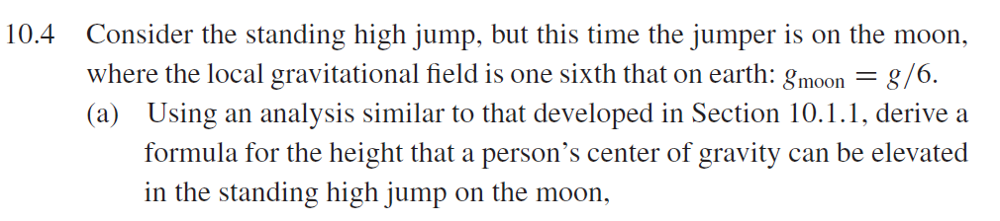 10.4 Consider the standing high jump, but this time the jumper is on the moon,
where the local gravitational field is one sixth that on earth: gmoon = g/6.
(a) Using an analysis similar to that developed in Section 10.1.1, derive a
formula for the height that a person's center of gravity can be elevated
in the standing high jump on the moon,